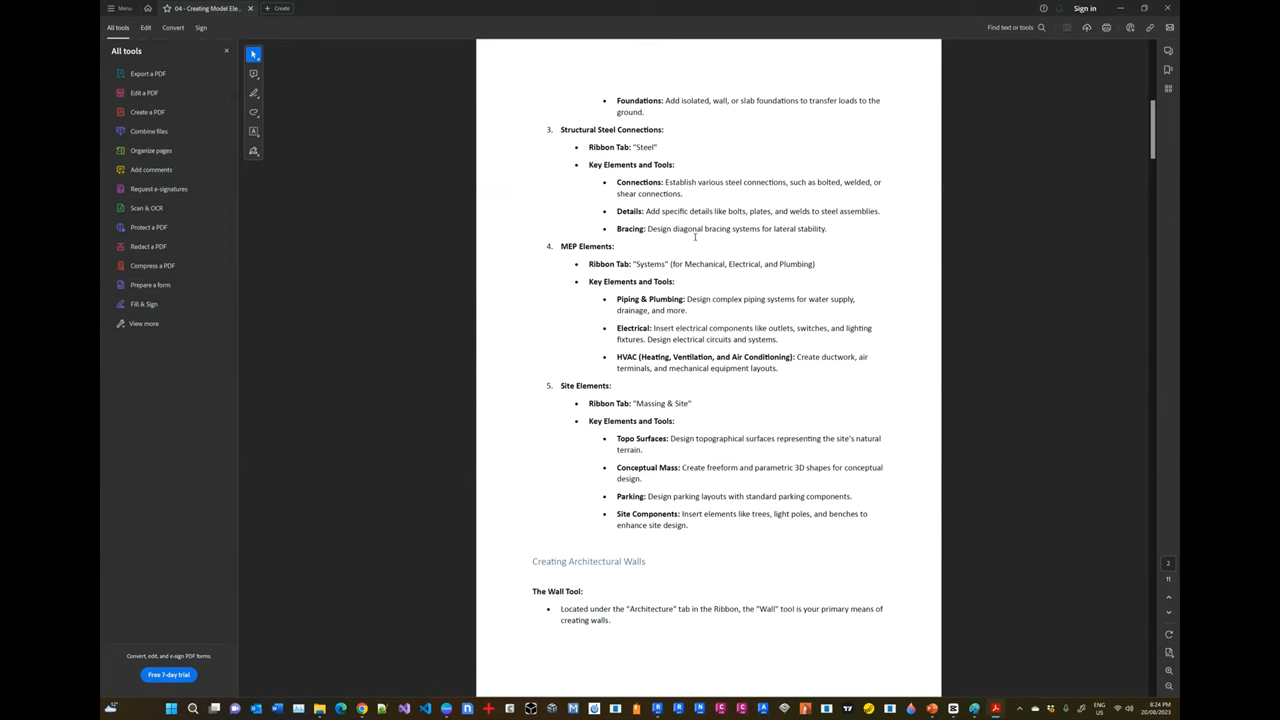 Menu
04 - Creating Model Ele...
Create
Sign in
All tools
Edit
Convert
Sign
Find text or tools
All tools
Export a PDF
Edit a PDF
Create a PDF
Combine files
Organize pages
Add comments
Request e-signatures
Scan & OCR
Protect a PDF
Redact a PDF
Compress a PDF
Prepare a form
Fill & Sign
View more
Convert, edit, and e-sign PDF forms.
Free 7-day trial
• Foundations: Add isolated, wall, or slab foundations to transfer loads to the
ground.
3. Structural Steel Connections:
• Ribbon Tab: "Steel"
• Key Elements and Tools:
• Connections: Establish various steel connections, such as bolted, welded, or
shear connections.
• Details: Add specific details like bolts, plates, and welds to steel assemblies.
• Bracing: Design diagonal bracing systems for lateral stability.
4. MEP Elements:
• Ribbon Tab: "Systems" (for Mechanical, Electrical, and Plumbing)
• Key Elements and Tools:
• Piping & Plumbing: Design complex piping systems for water supply,
drainage, and more.
• Electrical: Insert electrical components like outlets, switches, and lighting
fixtures. Design electrical circuits and systems.
• HVAC (Heating, Ventilation, and Air Conditioning): Create ductwork, air
terminals, and mechanical equipment layouts.
5. Site Elements:
• Ribbon Tab: "Massing & Site"
• Key Elements and Tools:
• Topo Surfaces: Design topographical surfaces representing the site's natural
terrain.
• Conceptual Mass: Create freeform and parametric 3D shapes for conceptual
design.
• Parking: Design parking layouts with standard parking components.
• Site Components: Insert elements like trees, light poles, and benches to
enhance site design.
Creating Architectural Walls
The Wall Tool:
• Located under the "Architecture" tab in the Ribbon, the "Wall" tool is your primary means of
creating walls.
2
11
ENG
US
8:24 PM
20/08/2023